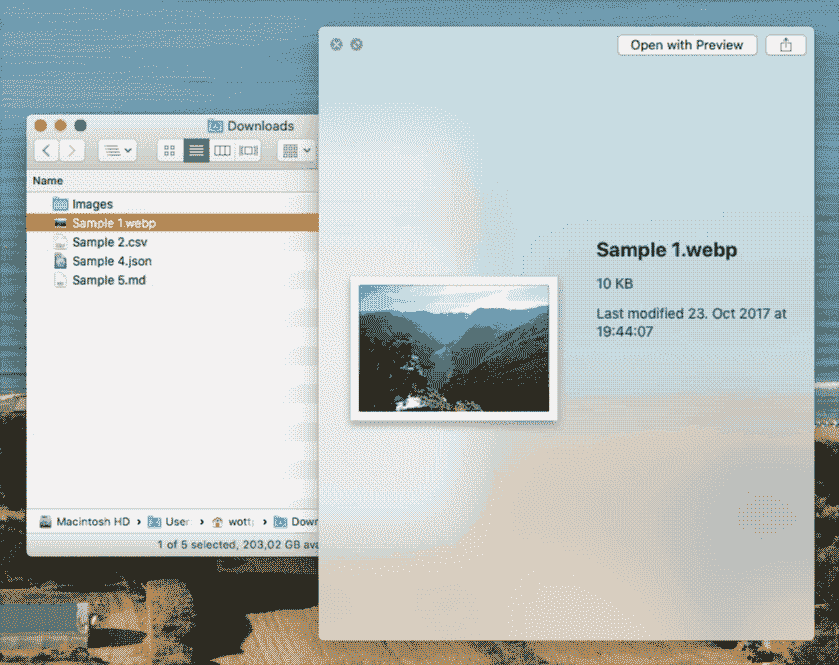 Open with Preview
Downloads
Name
Images
Sample 1.webp
Sample 2.csv
Sample 4.json
Sample 5.md
Sample 1.webp
10 KB
Last modified 23. Oct 2017 at
19:44:07
Macintosh HD › User › wott › Down
1 of 5 selected, 203,02 GB ava